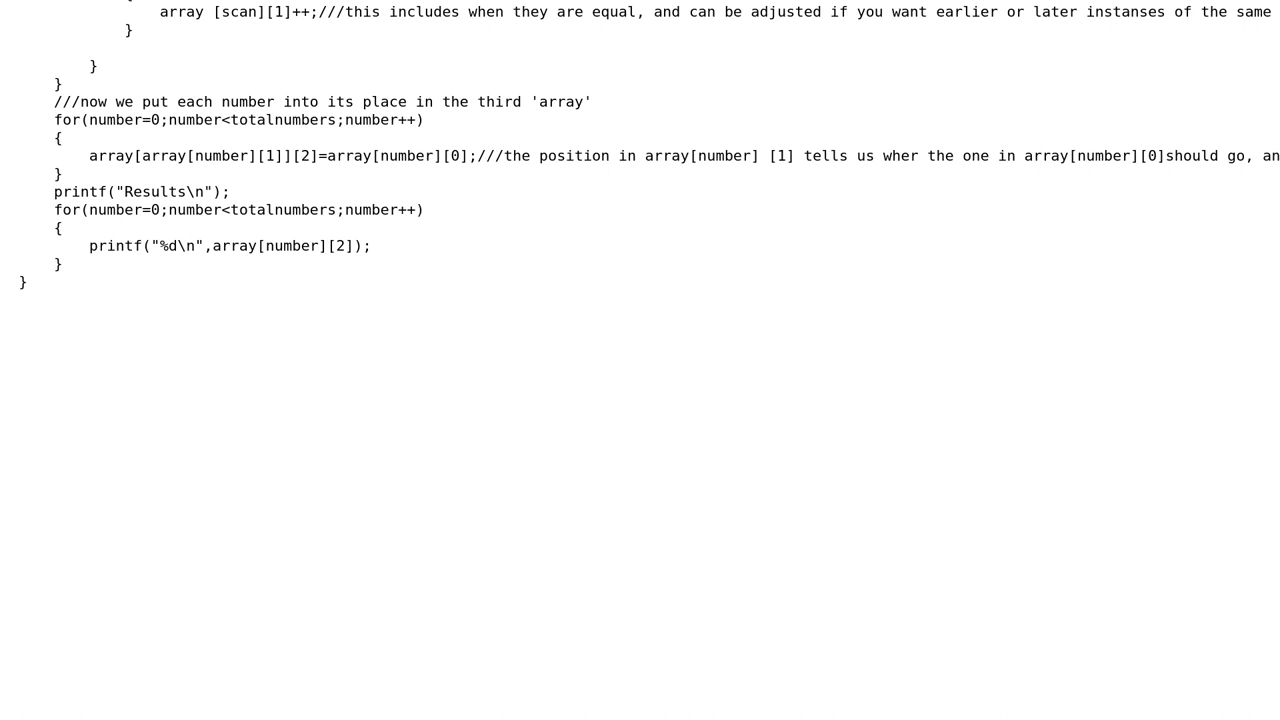 array [scan][1]++;///this includes when they are equal, and can be adjusted if you want earlier or later instanses of the same
}
}
}
///now we put each number into its place in the third 'array'
for(number=0;number<totalnumbers;number++)
{
array[array[number][1]][2]=array[number][0];///the position in array[number] [1] tells us wher the one in array[number][0]should go, an
}
printf("Results\n");
for(number=0;number<totalnumbers;number++)
{
printf("%d\n",array[number][2]);
}
}